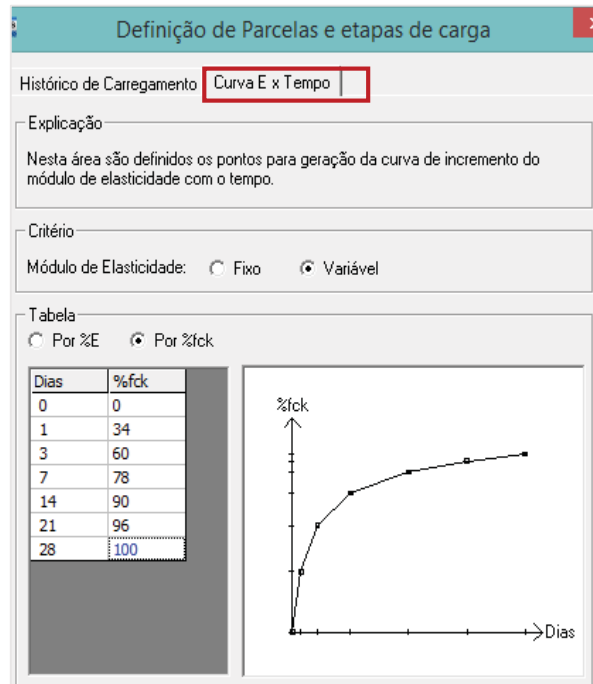 Definição de Parcelas e etapas de carga
Histórico de Carregamento Curva E x Tempo
Explicação
Nesta área são definidos os pontos para geração da curva de incremento do
módulo de elasticidade com o tempo.
Critério
Módulo de Elasticidade: Fixo Variável
Tabela
Por %E Por %fck
Dias %fck
0 0
1 34
3 60
7 78
14 90
21 96
28 100
%fck
Dias